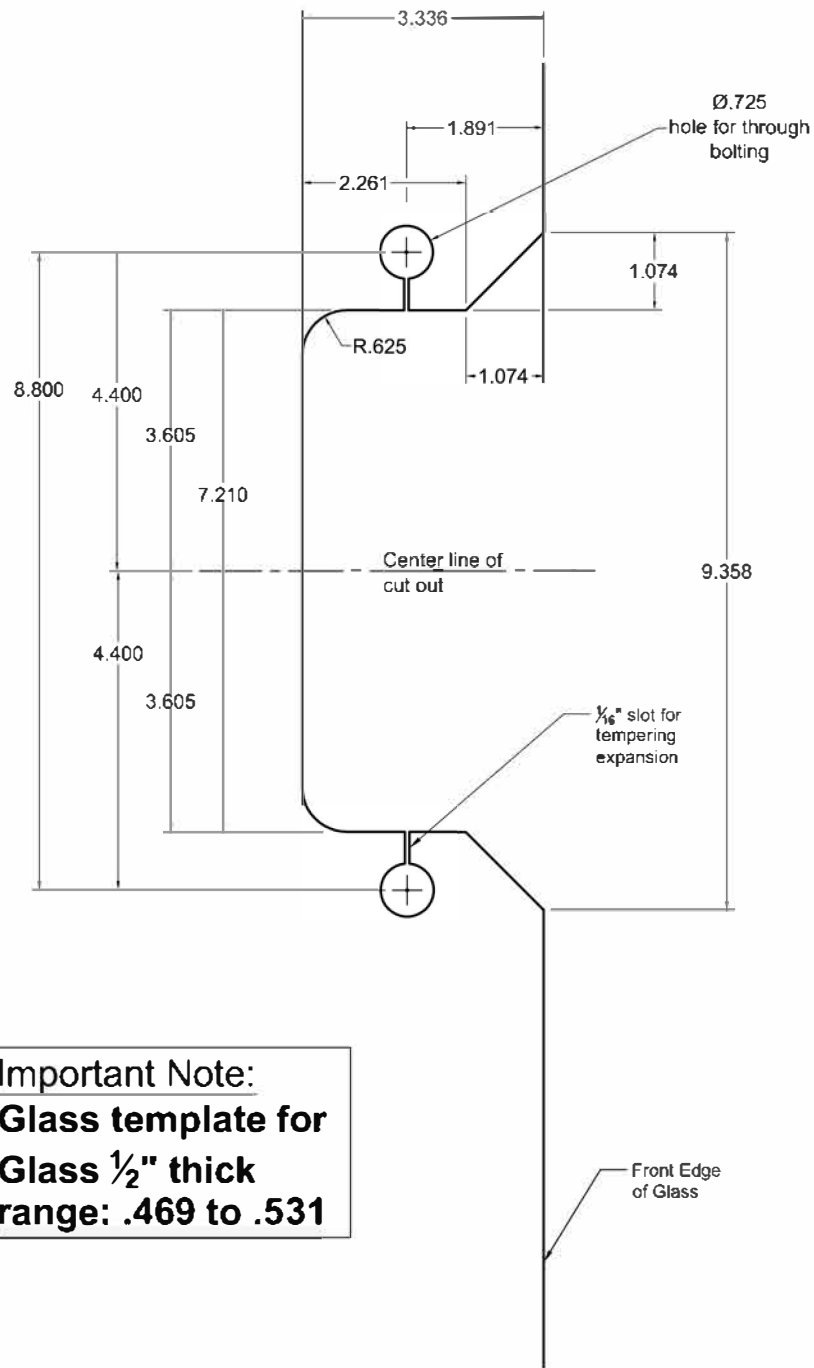 3.336
Ø.725
hole for through
bolting
1.891
2.261
1.074
R.625
1.074
8.800
4.400
3.605
7.210
Center line of
cut out
9.358
4.400
3.605
1⁄16" slot for
tempering
expansion
Important Note:
Glass template for
Glass ½" thick
range: .469 to .531
Front Edge
of Glass